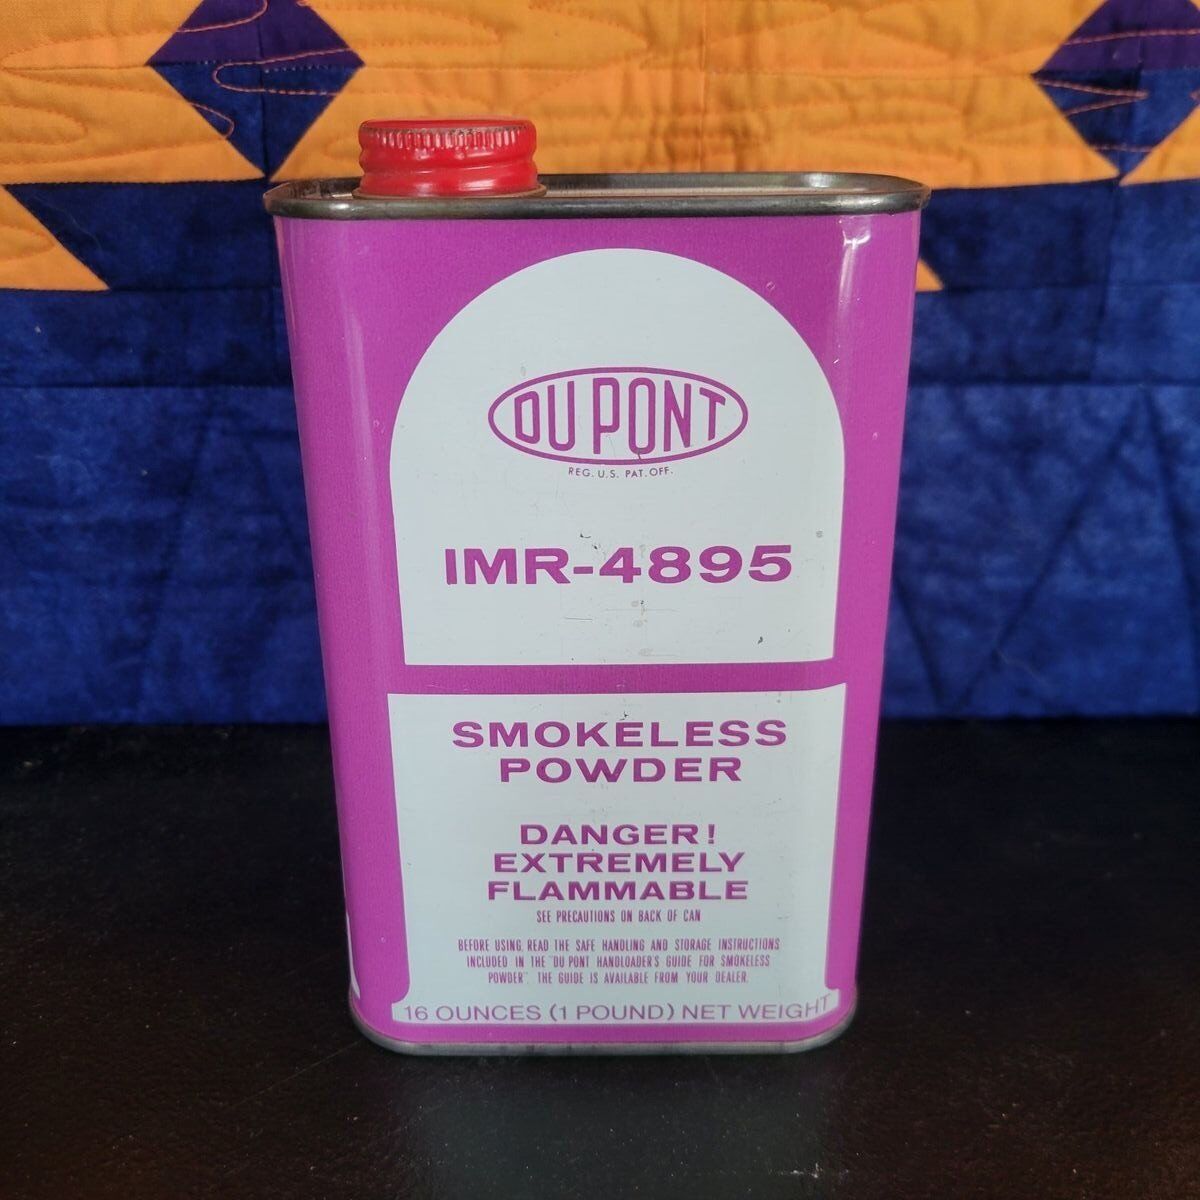 DU PONT
REG. U.S. PAT. OFF.
IMR-4895
SMOKELESS
POWDER
DANGER!
EXTREMELY
FLAMMABLE
SEE PRECAUTIONS ON BACK OF CAN
BEFORE USING, READ THE SAFE HANDLING AND STORAGE INSTRUCTIONS
INCLUDED IN THE "DU PONT HANDLOADER'S GUIDE FOR SMOKELESS
POWDER". THE GUIDE IS AVAILABLE FROM YOUR DEALER.
16 OUNCES (1 POUND) NET WEIGHT